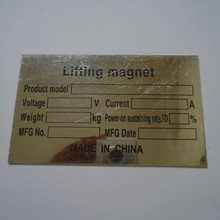 Lifting magnet
Product model
Voltage V Current A
Weight kg Power-on sustaining ratg.TD %
MFG No. MFG Date
MADE IN CHINA